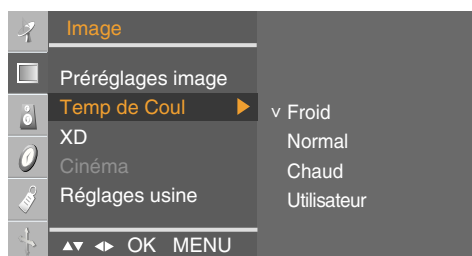 Image
Préréglages image
Temp de Coul ▶
XD
Cinéma
Réglages usine
v Froid
Normal
Chaud
Utilisateur
▲▼ ◀▶ OK MENU